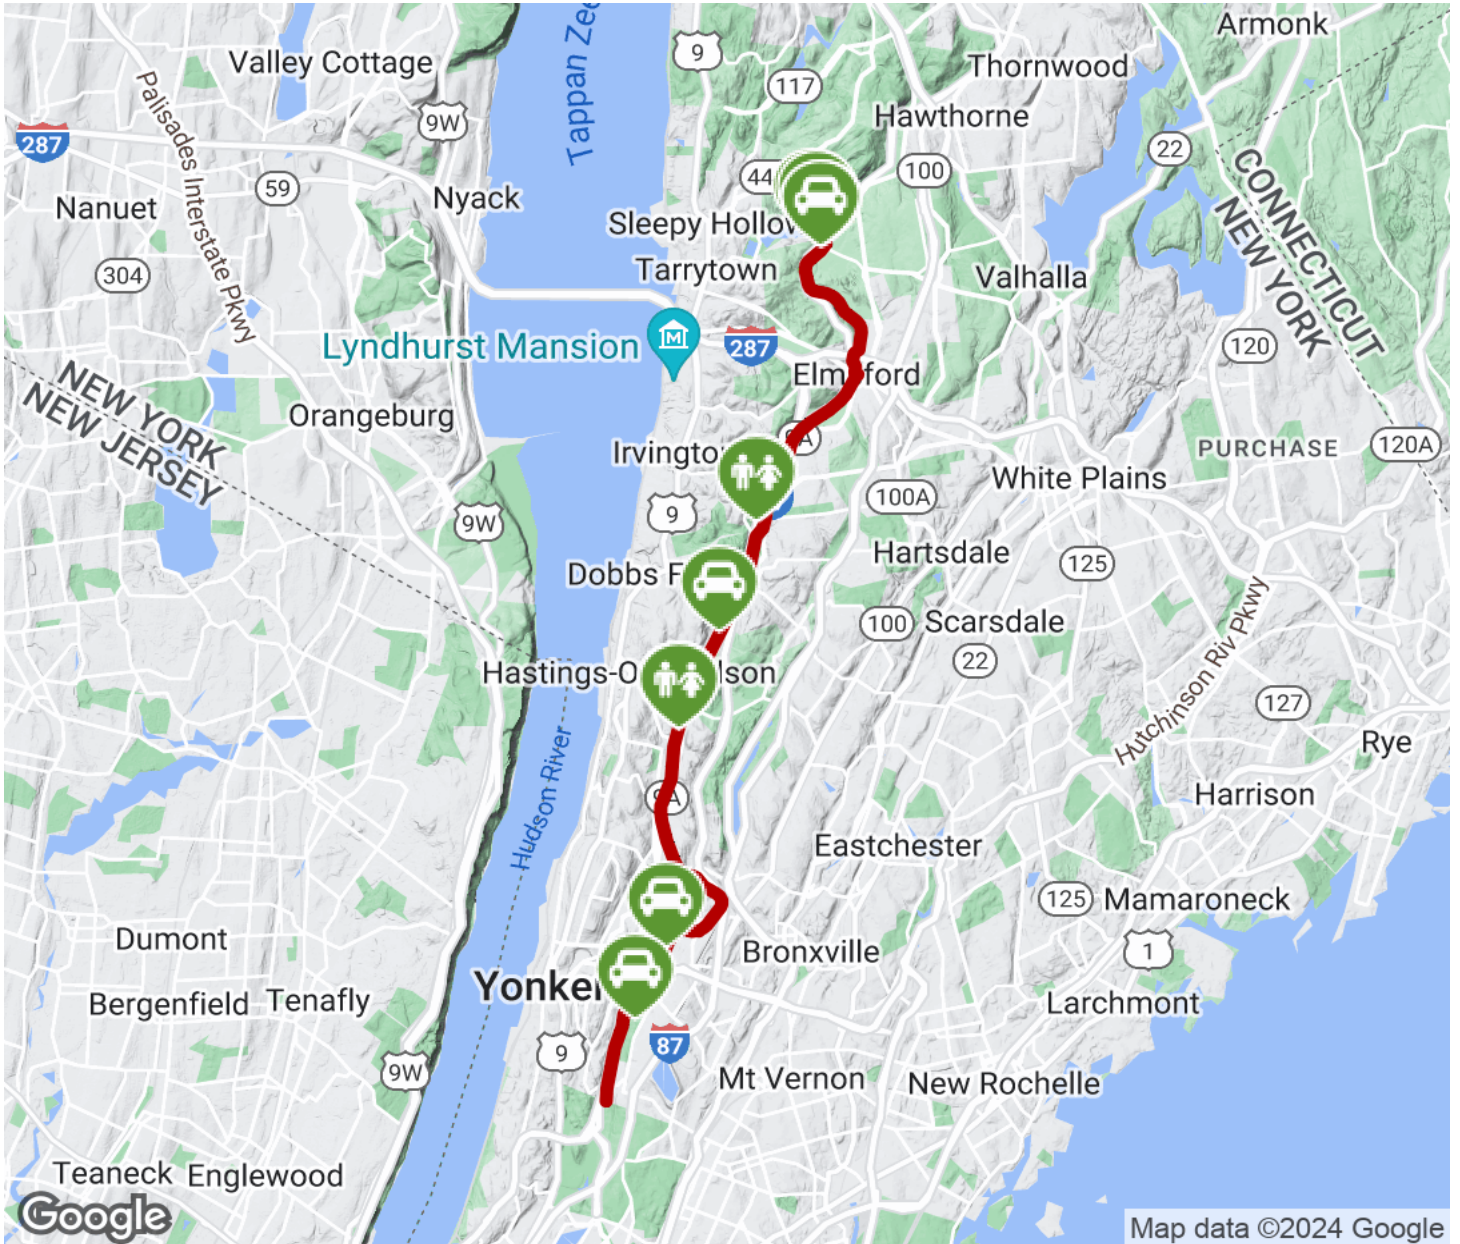 Armonk
Valley Cottage
9
Thornwood
Tappan Zee
117
Palisades Interstate Pkwy
9W
Hawthorne
287
22
100
59
Nanuet
Nyack
44
CONNECTICUT
NEW YORK
Sleepy Hollow
304
Tarrytown
Valhalla
Lyndhurst Mansion
M
287
120
Elmsford
NEW YORK
NEW JERSEY
Orangeburg
9A
PURCHASE
120A
Irvington
White Plains
100A
9
9W
Hartsdale
125
Dobbs F
100
Scarsdale
22
Hastings-O
lson
Hutchinson Riv Pkwy
127
Rye
Hudson River
9A
Harrison
Eastchester
125
Mamaroneck
Dumont
Bronxville
1
Yonker
Bergenfield
Tenafly
Larchmont
9
87
9W
Mt Vernon
New Rochelle
Teaneck
Englewood
Google
Map data ©2024 Google